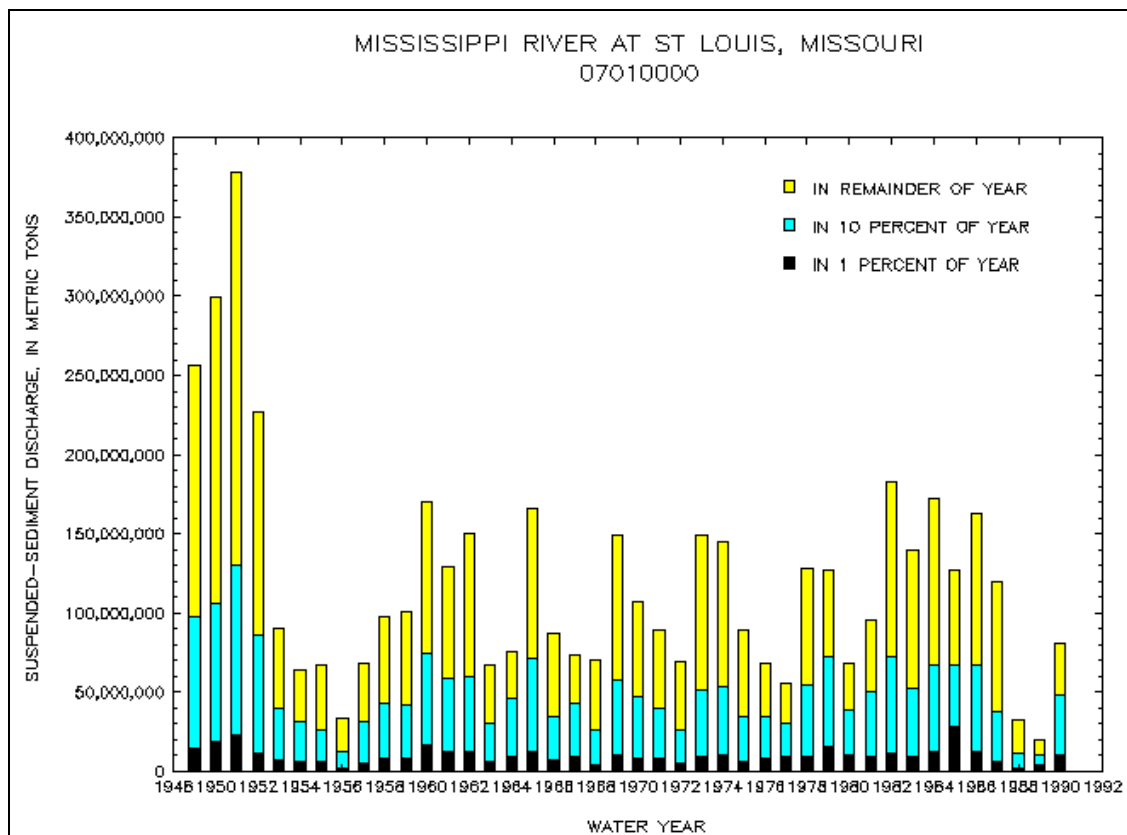 MISSISSIPPI RIVER AT ST LOUIS, MISSOURI
07010000
400,000,000
350,000,000
300,000,000
250,000,000
200,000,000
150,000,000
100,000,000
50,000,000
0
SUSPENDED-SEDIMENT DISCHARGE, IN METRIC TONS
IN REMAINDER OF YEAR
IN 10 PERCENT OF YEAR
IN 1 PERCENT OF YEAR
1948 1950 1952 1954 1956 1958 1960 1962 1964 1966 1968 1970 1972 1974 1976 1978 1980 1982 1984 1986 1988 1990 1992
WATER YEAR